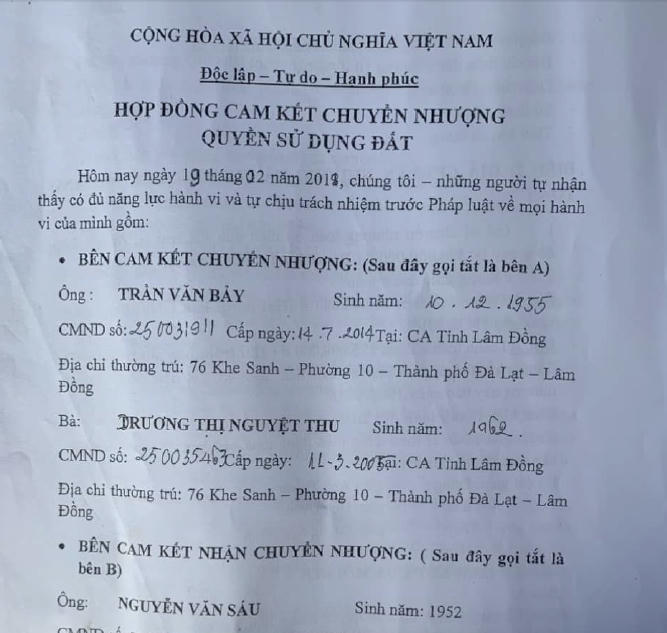 CỘNG HÒA XÃ HỘI CHỦ NGHĨA VIỆT NAM
Độc lập – Tự do – Hạnh phúc
HỢP ĐỒNG CAM KẾT CHUYỂN NHƯỢNG
QUYỀN SỬ DỤNG ĐẤT
Hôm nay ngày 19 tháng 02 năm 2018, chúng tôi – những người tự nhận
thấy có đủ năng lực hành vi và tự chịu trách nhiệm trước Pháp luật về mọi hành
vi của mình gồm:
• BÊN CAM KẾT CHUYỂN NHƯỢNG: (Sau đây gọi tắt là bên A)
Ông : TRẦN VĂN BẢY Sinh năm: 10 . 12 . 1955
CMND số: 250031911 Cấp ngày: 14 . 7 . 2014 Tại: CA Tỉnh Lâm Đồng
Địa chỉ thường trú: 76 Khe Sanh – Phường 10 – Thành phố Đà Lạt – Lâm
Đồng
Bà: TRƯƠNG THỊ NGUYỆT THU Sinh năm: 1962.
CMND số: 250035463 Cấp ngày: 11-3-2005 Tại: CA Tỉnh Lâm Đồng
Địa chỉ thường trú: 76 Khe Sanh – Phường 10 – Thành phố Đà Lạt – Lâm
Đồng
• BÊN CAM KẾT NHẬN CHUYỂN NHƯỢNG: ( Sau đây gọi tắt là
bên B)
Ông: NGUYỄN VĂN SÁU Sinh năm: 1952